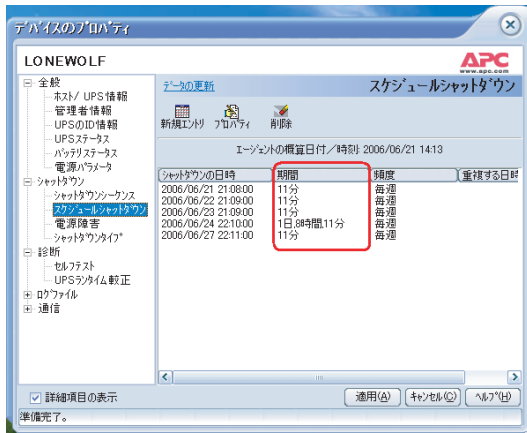 デバイスのプロパティ
LONEWOLF
APC
www.apc.com
全般
ホスト/ UPS情報
管理者情報
UPSのID情報
UPSステータス
バッテリステータス
電源パラメータ
シャットダウン
シャットダウンシーケンス
スケジュールシャットダウン
電源障害
シャットダウンタイプ
診断
セルフテスト
UPSランタイム較正
ログファイル
通信
データの更新
スケジュールシャットダウン
新規エントリ プロパティ 削除
エージェントの概算日付/時刻: 2006/06/21 14:13
シャットダウンの日時 期間 頻度 重複する日時
2006/06/21 21:08:00 11分 毎週
2006/06/22 21:09:00 11分 毎週
2006/06/23 21:09:00 11分 毎週
2006/06/24 22:10:00 1日,8時間,11分 毎週
2006/06/27 22:11:00 11分 毎週
詳細項目の表示
適用(A) キャンセル(C) ヘルプ(H)
準備完了。